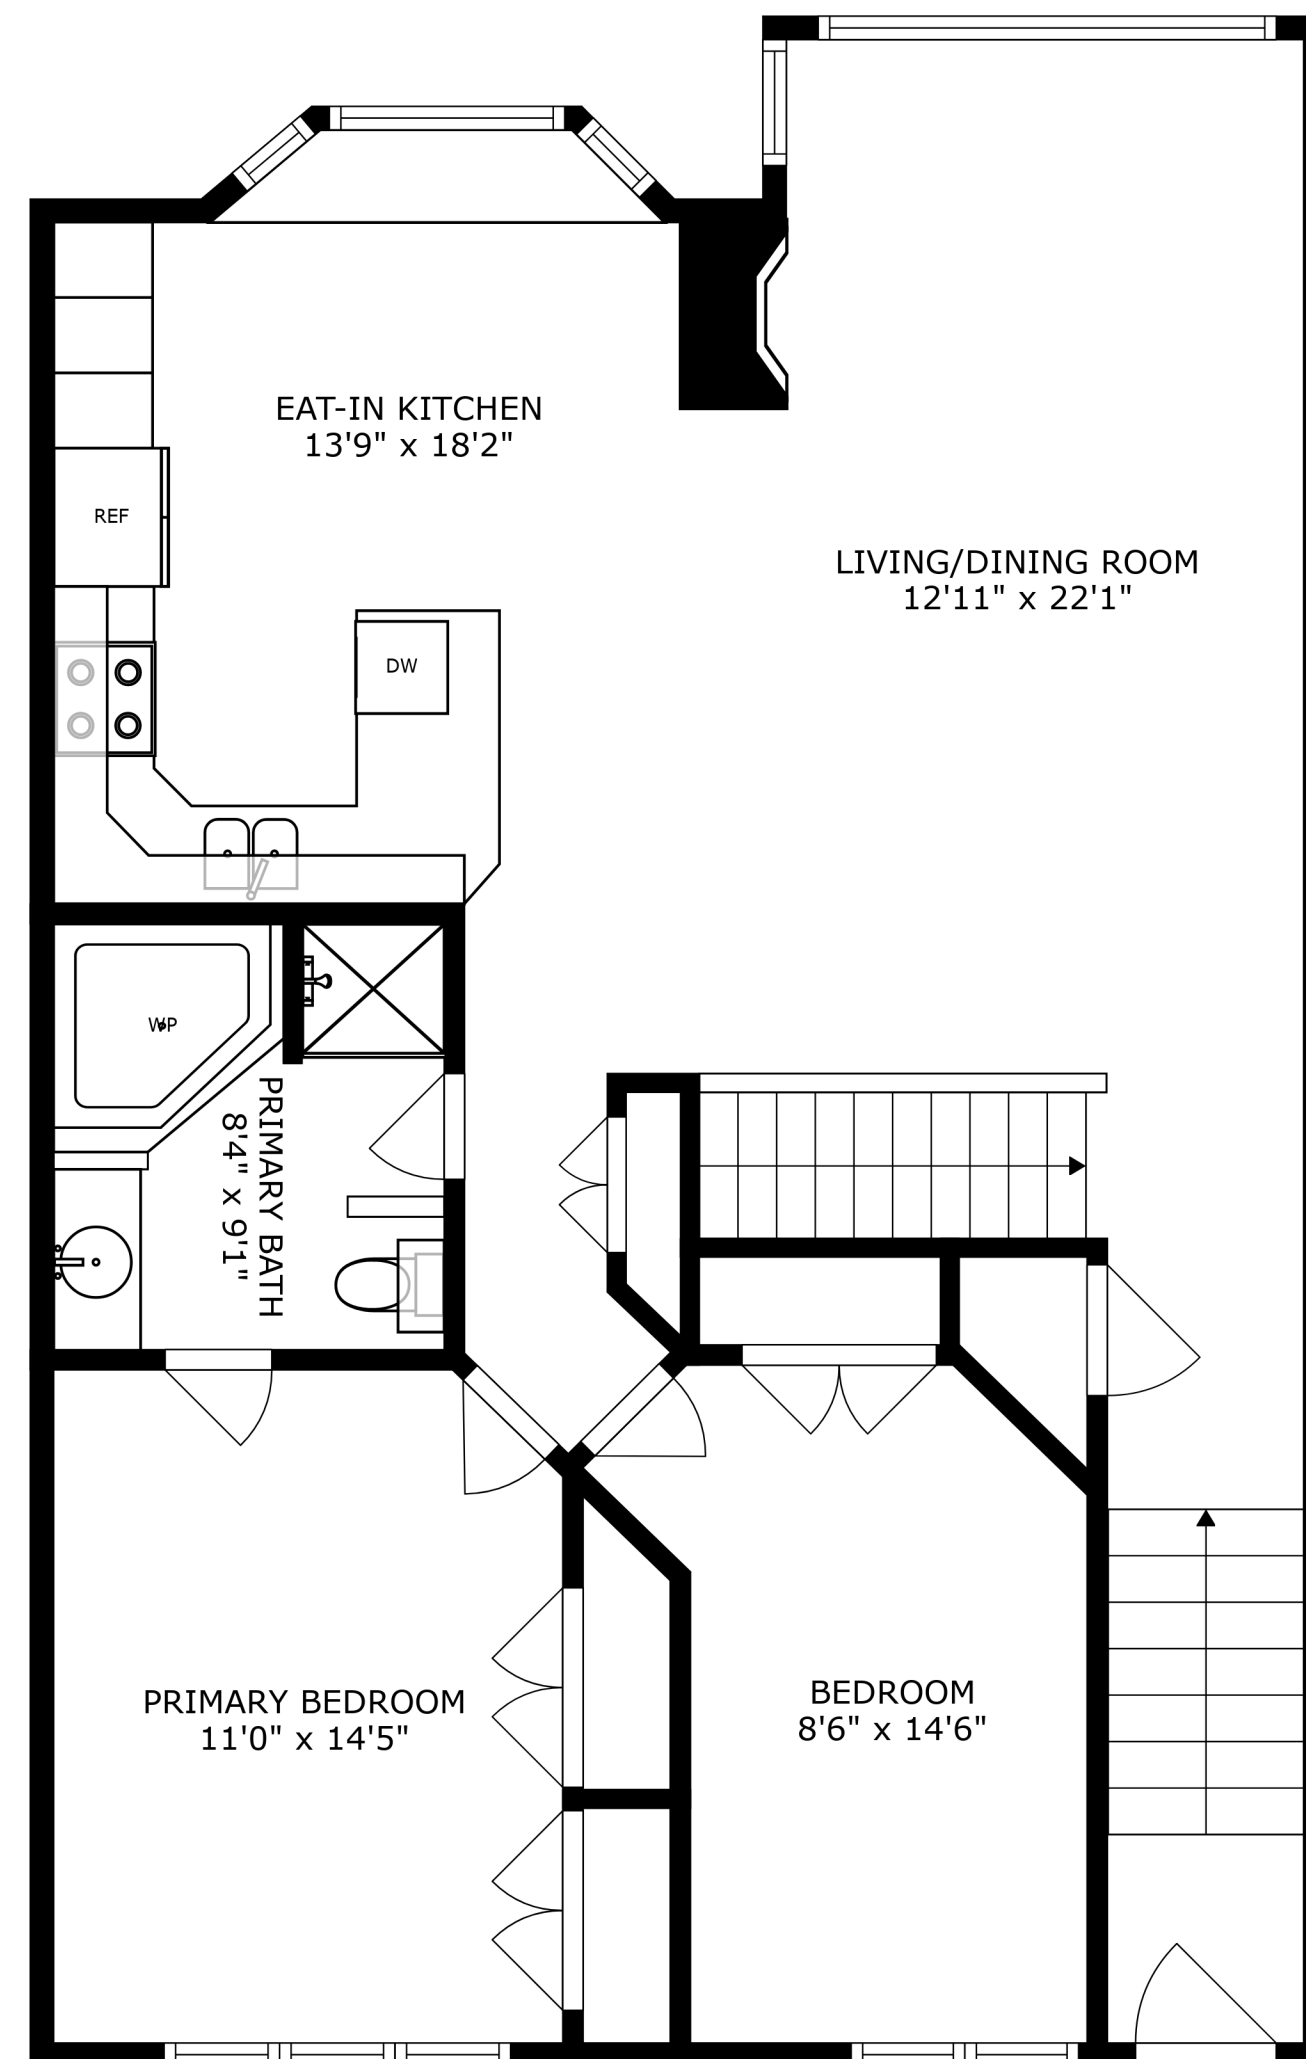 EAT-IN KITCHEN
13'9" x 18'2"
REF
LIVING/DINING ROOM
12'11" x 22'1"
DW
WP
PRIMARY BATH
8'4" x 9'1"
PRIMARY BEDROOM
11'0" x 14'5"
BEDROOM
8'6" x 14'6"